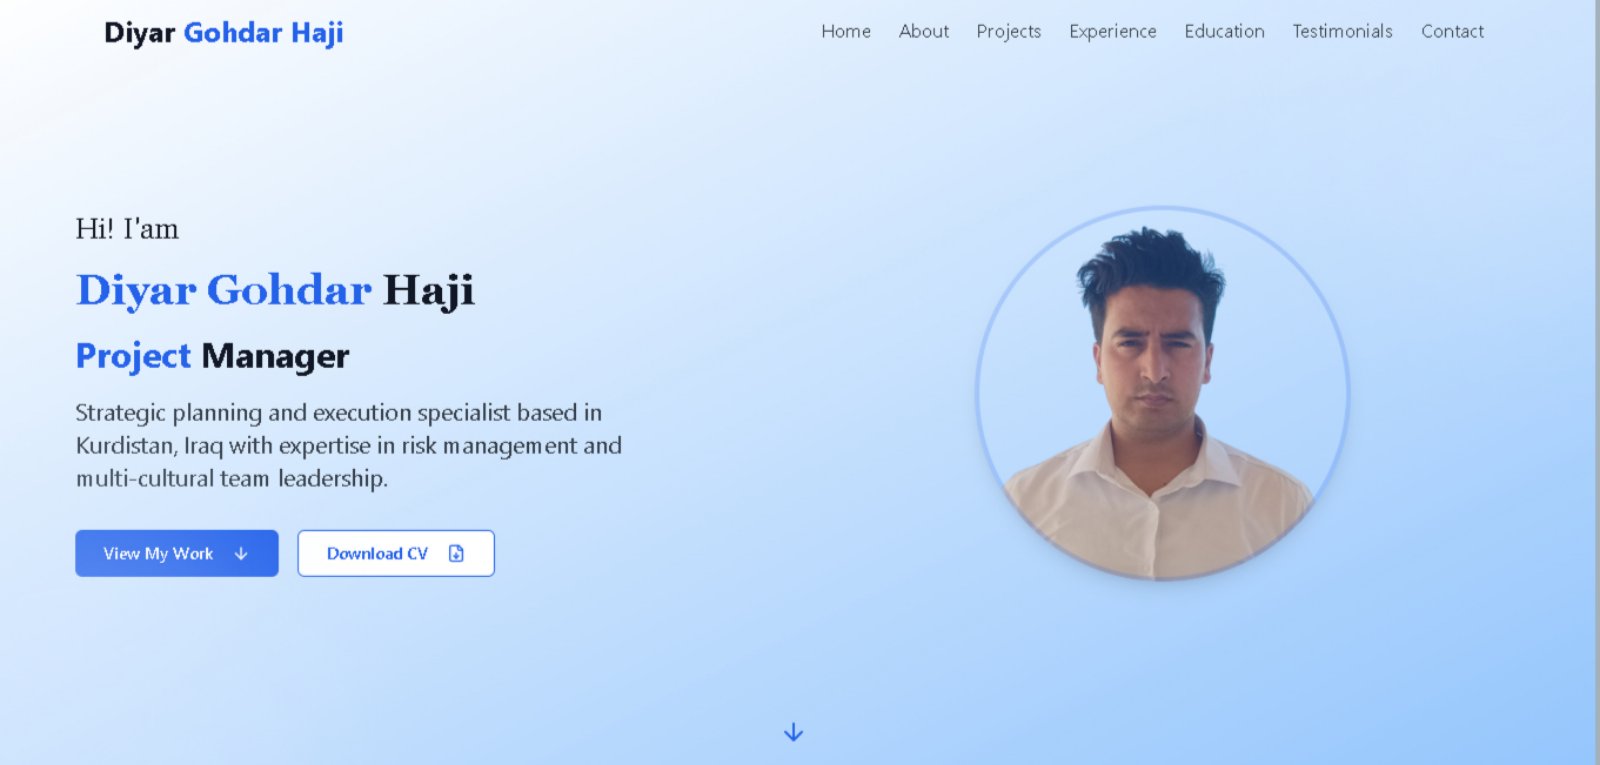 Diyar Gohdar Haji
Home About Projects Experience Education Testimonials Contact
Hi! I'am
Diyar Gohdar Haji
Project Manager
Strategic planning and execution specialist based in
Kurdistan, Iraq with expertise in risk management and
multi-cultural team leadership.
View My Work
Download CV